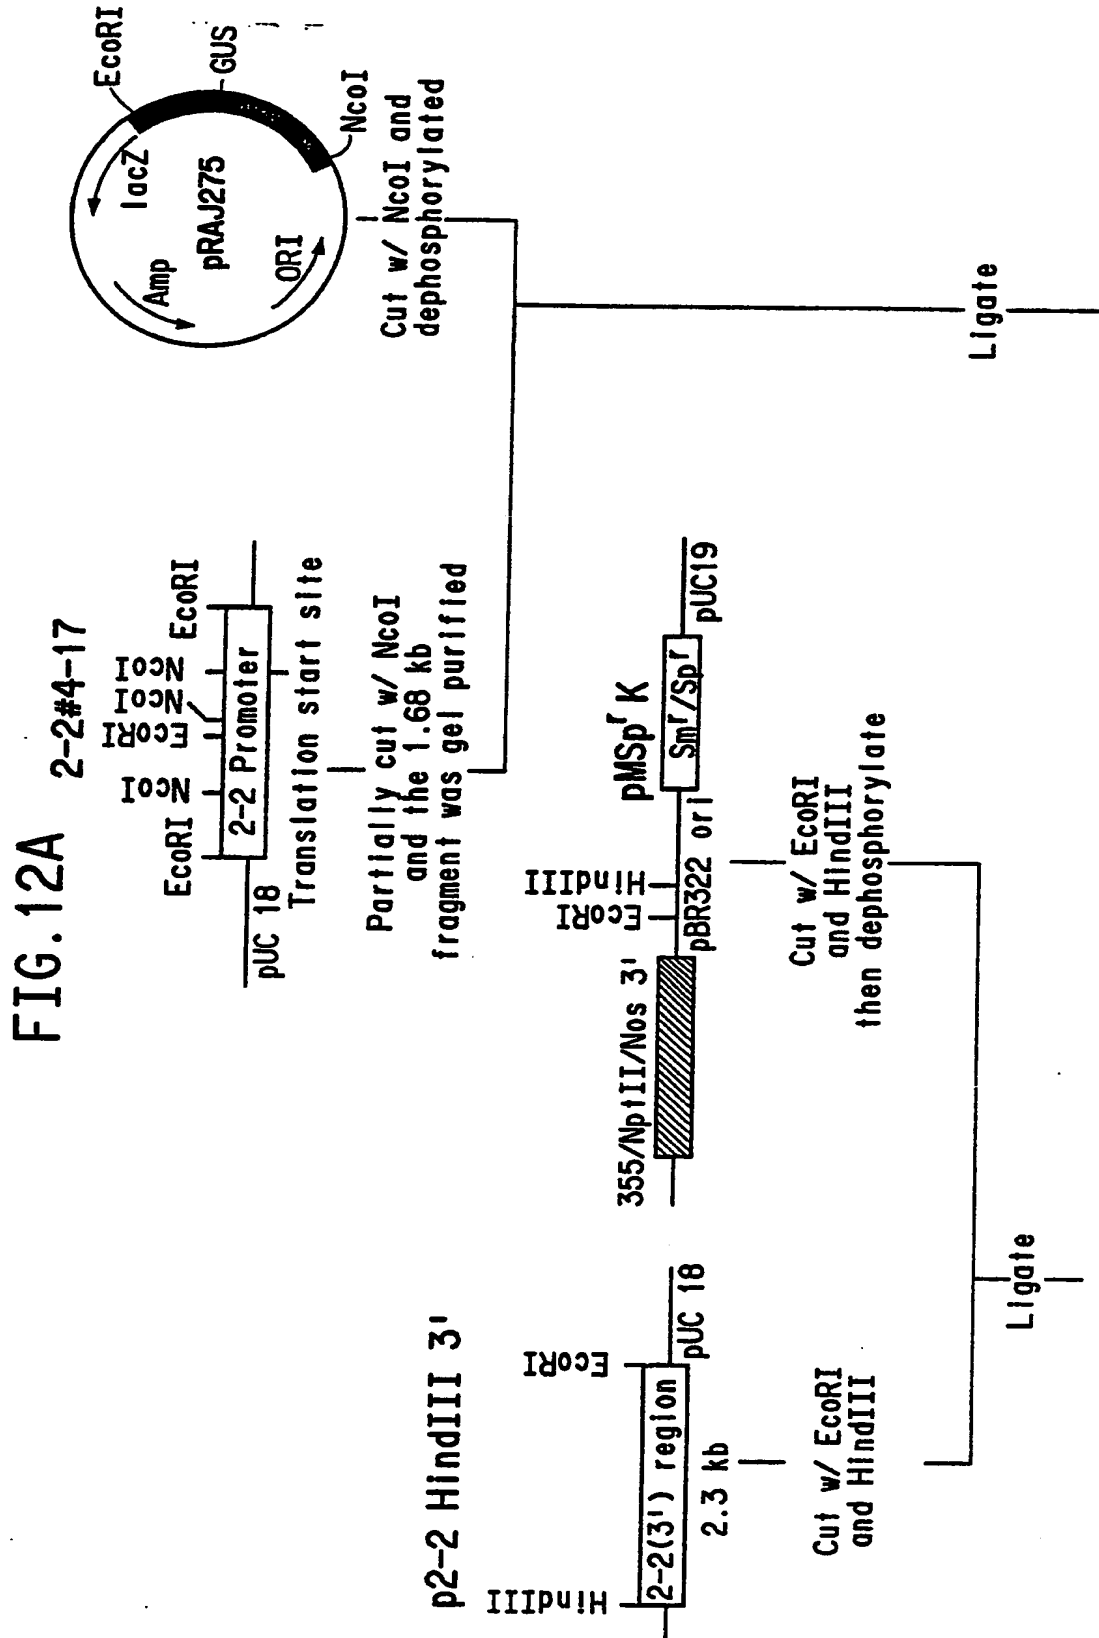 FIG.12A
2-2#4-17
EcoRI
NcoI
EcoRI
NcoI
NcoI
EcoRI
pUC 18
2-2 Promoter
Translation start site
Partially cut w/ NcoI
and the 1.68 kb
fragment was gel purified
EcoRI
lacZ
GUS
Amp
pRAJ275
ORI
NcoI
Cut w/ NcoI and
dephosphorylated
Ligate
p2-2 HindIII 3'
HindIII
EcoRI
2-2(3') region
pUC 18
2.3 kb
Cut w/ EcoRI
and HindIII
pMSpʳ K
355/NptII/Nos 3'
EcoRI
HindIII
pBR322 ori
Smʳ/Spʳ
pUC19
Cut w/ EcoRI
and HindIII
then dephosphorylate
Ligate